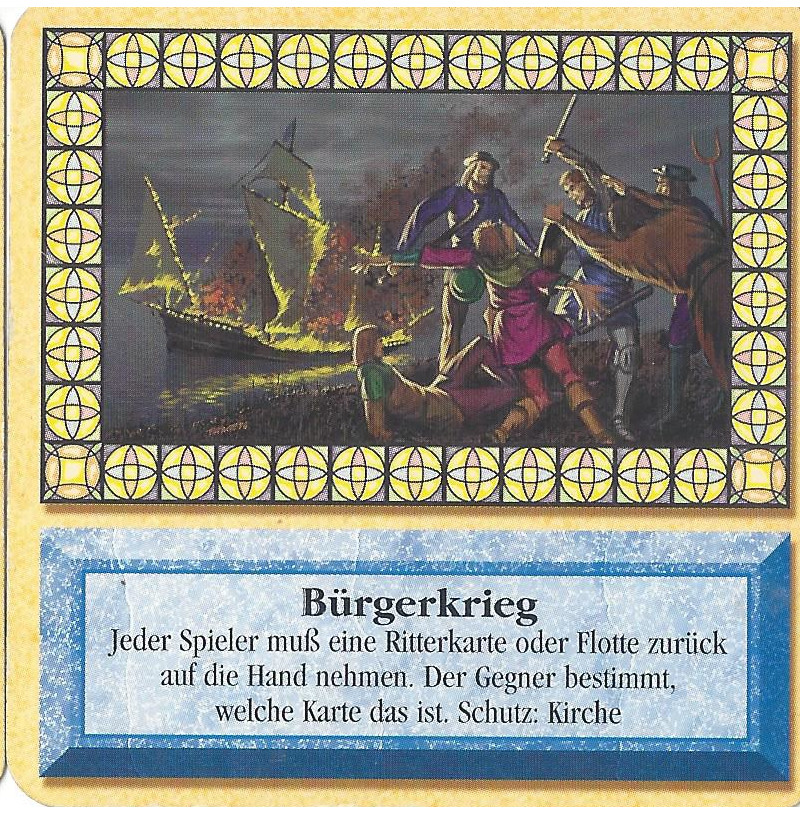 Bürgerkrieg
Jeder Spieler muß eine Ritterkarte oder Flotte zurück
auf die Hand nehmen. Der Gegner bestimmt,
welche Karte das ist. Schutz: Kirche